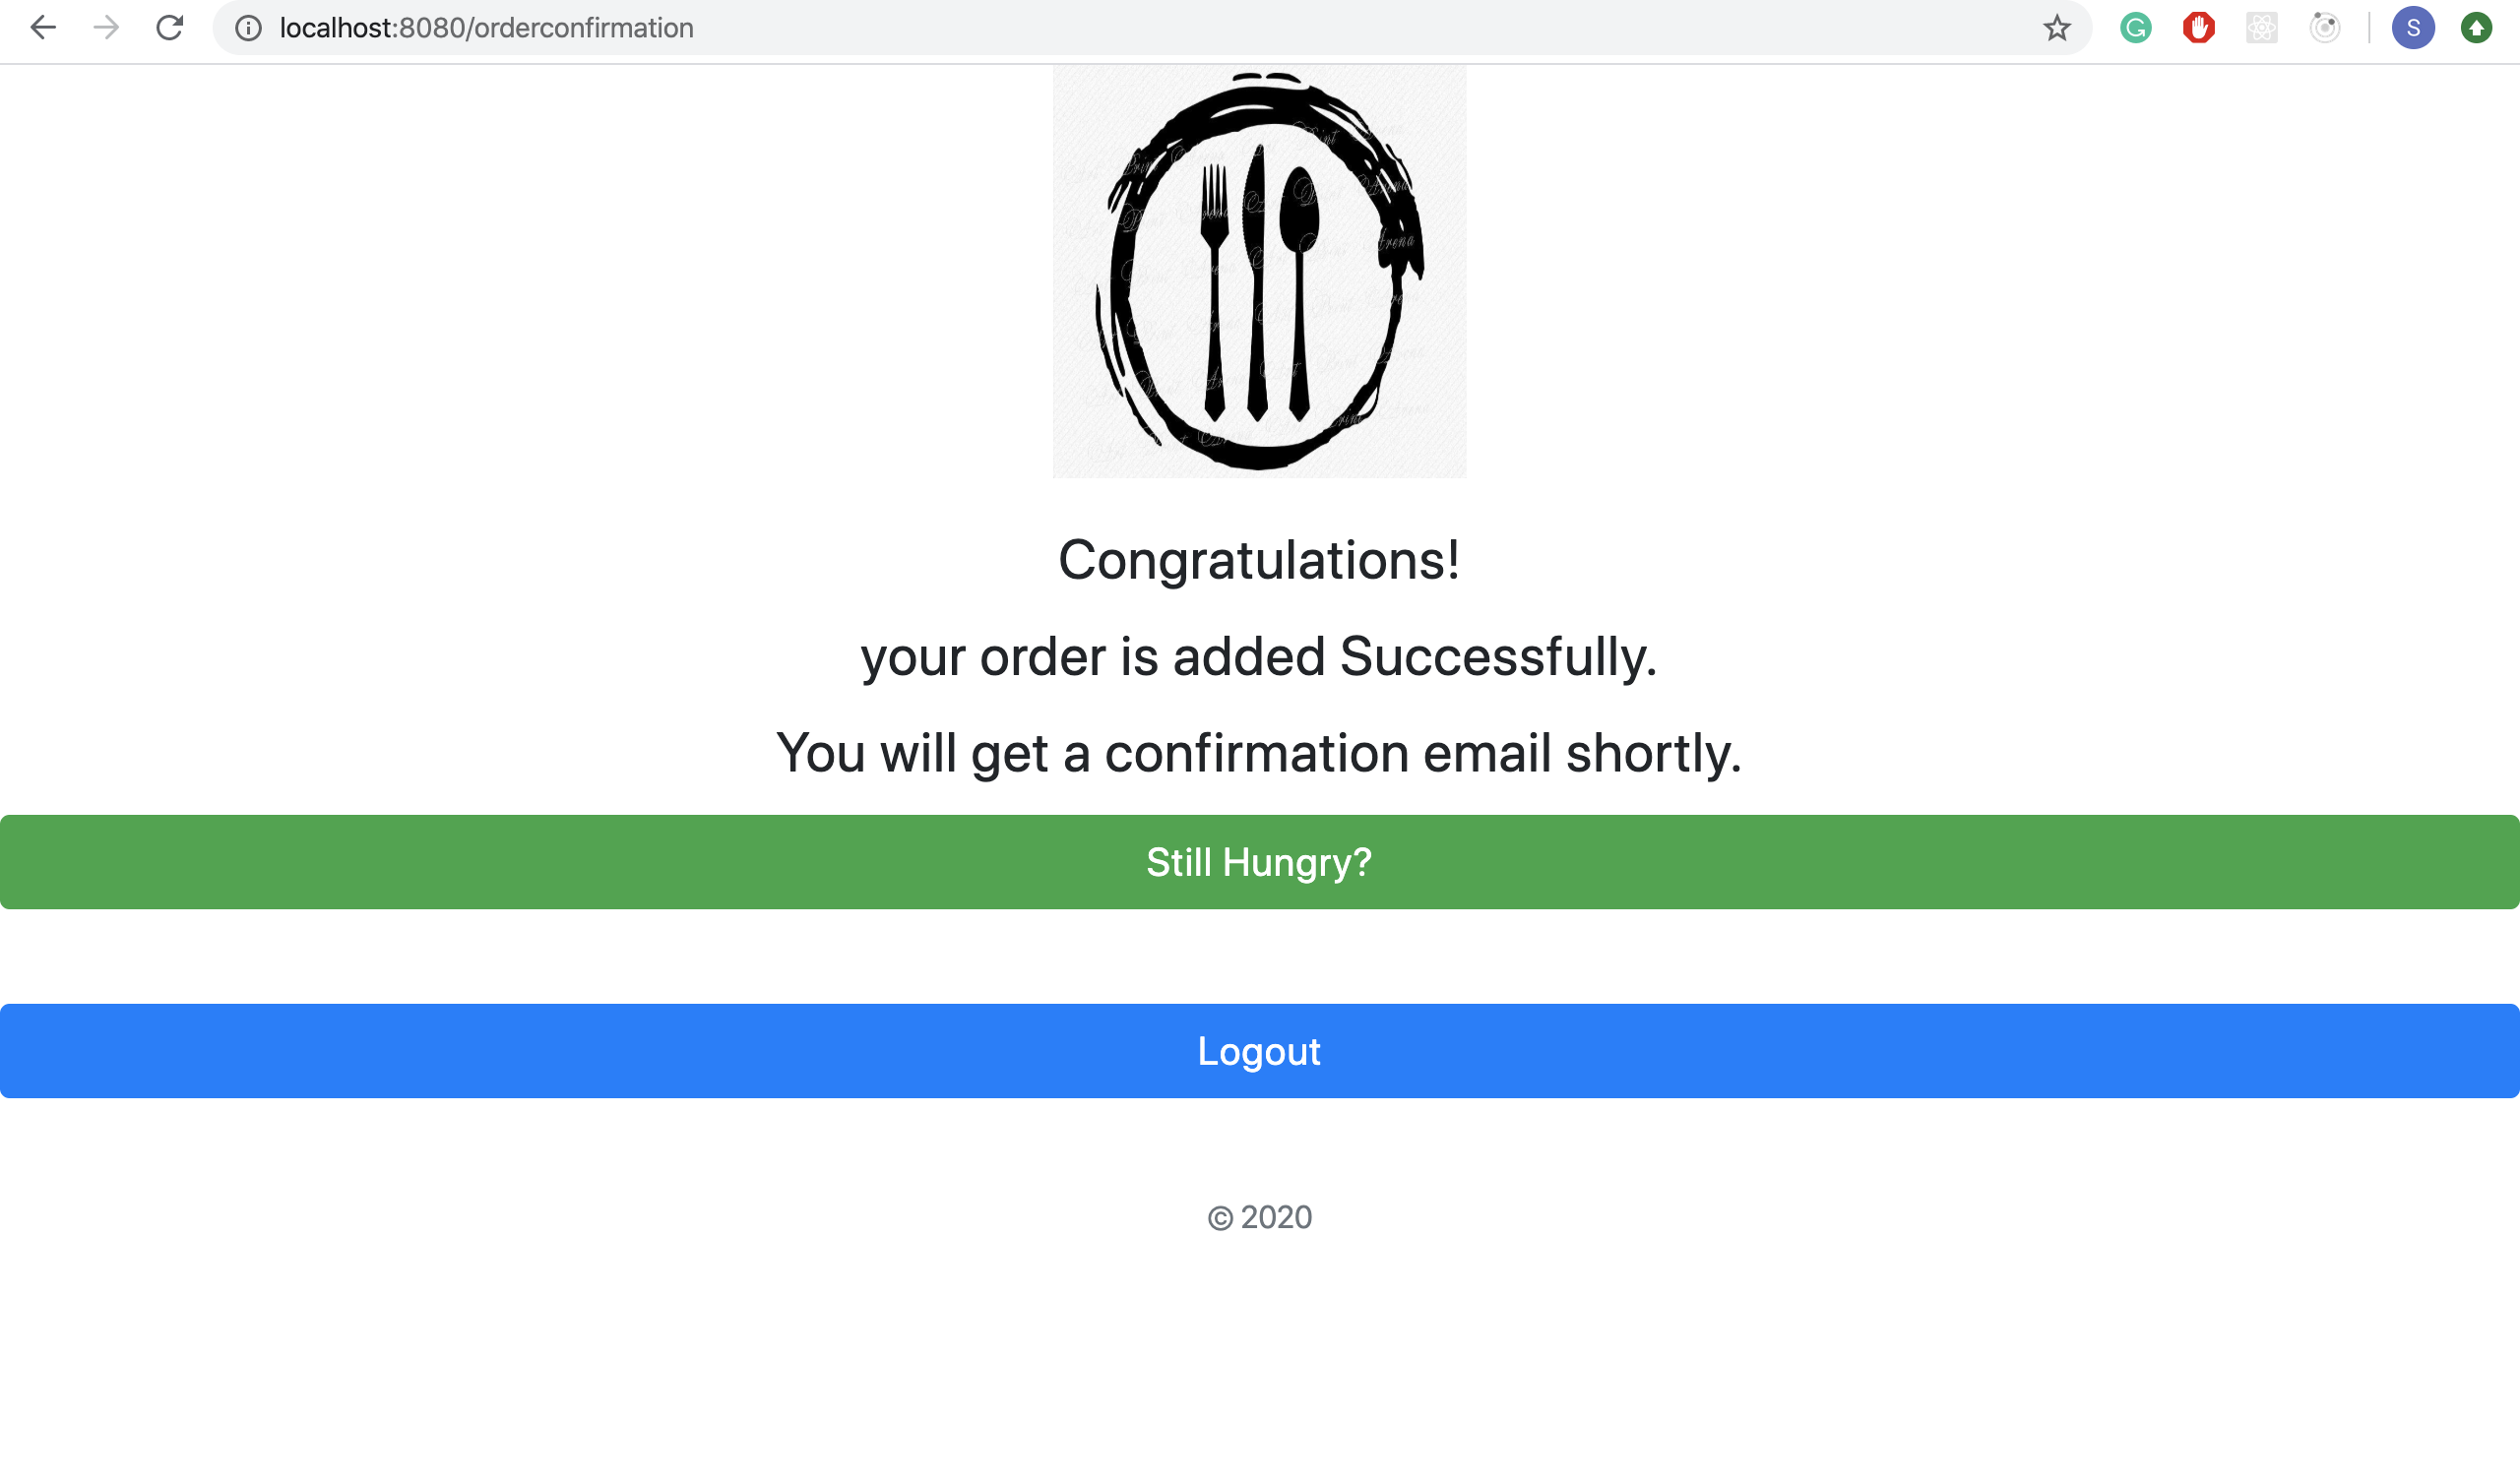 localhost:8080/orderconfirmation
S
Congratulations!
your order is added Successfully.
You will get a confirmation email shortly.
Still Hungry?
Logout
© 2020